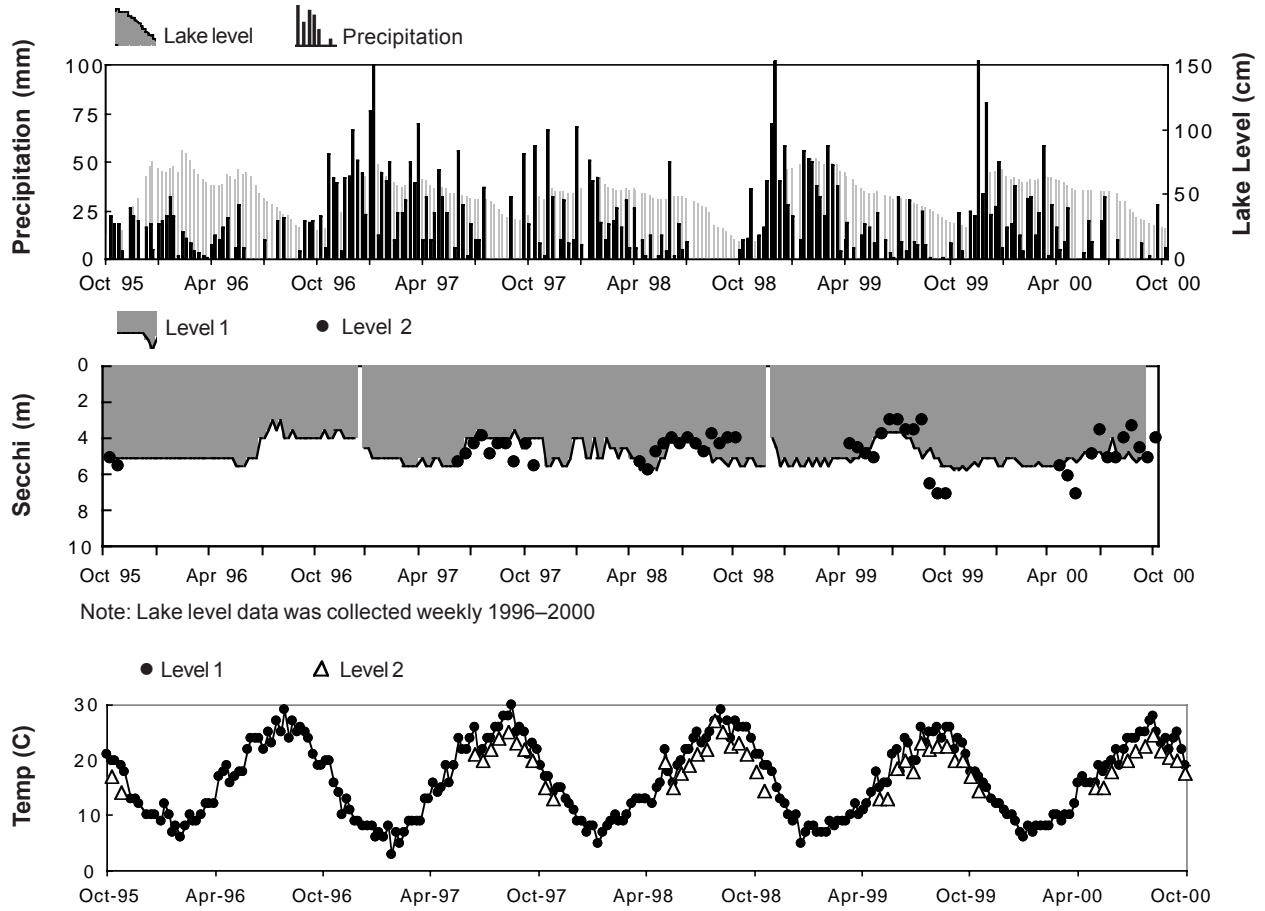 Lake level Precipitation
Precipitation (mm)
100
75
50
25
0
150
100
50
0
Lake Level (cm)
Oct 95 Apr 96 Oct 96 Apr 97 Oct 97 Apr 98 Oct 98 Apr 99 Oct 99 Apr 00 Oct 00
Level 1 Level 2
Secchi (m)
0
2
4
6
8
10
Oct 95 Apr 96 Oct 96 Apr 97 Oct 97 Apr 98 Oct 98 Apr 99 Oct 99 Apr 00 Oct 00
Note: Lake level data was collected weekly 1996–2000
Level 1 Level 2
Temp (C)
30
20
10
0
Oct-95 Apr-96 Oct-96 Apr-97 Oct-97 Apr-98 Oct-98 Apr-99 Oct-99 Apr-00 Oct-00